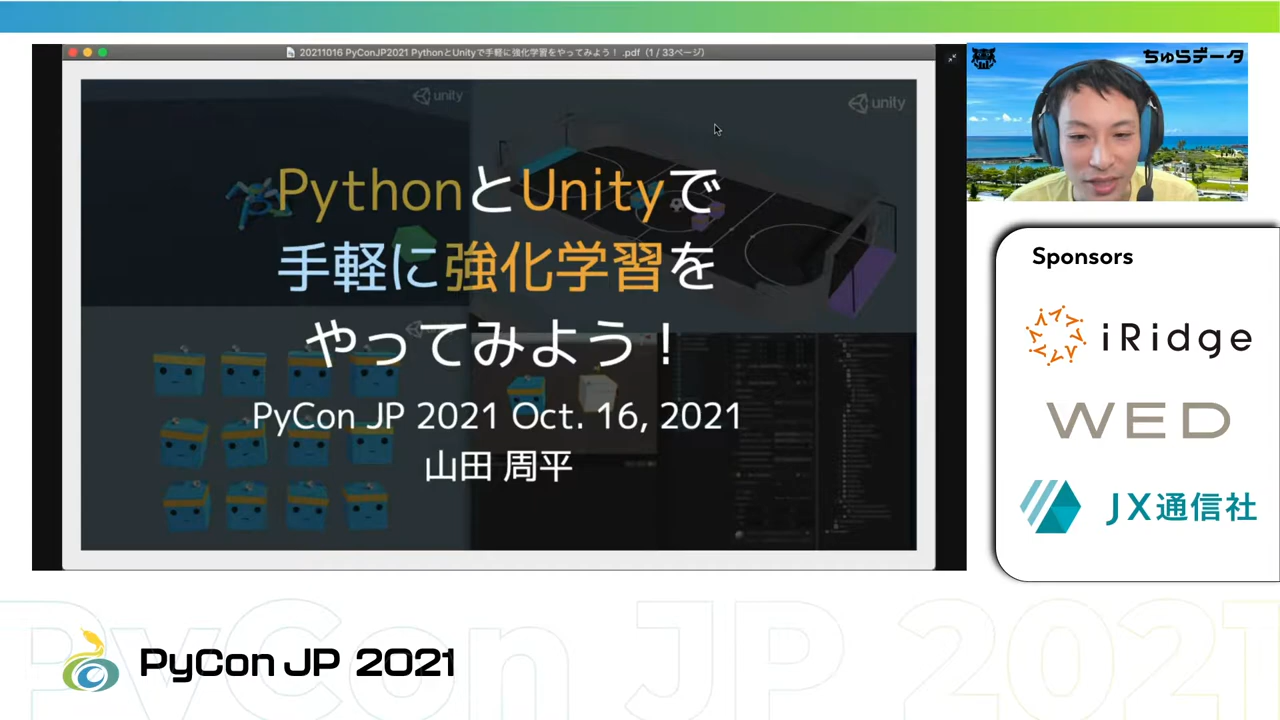 20211016 PyConJP2021 PythonとUnityで手軽に強化学習をやってみよう！ .pdf（1 / 33ページ）
unity
unity
PythonとUnityで
手軽に強化学習を
やってみよう！
PyCon JP 2021 Oct. 16, 2021
山田 周平
ちゅらデータ
Sponsors
iRidge
WED
JX通信社
PyCon JP 2021
PyCon JP 2021